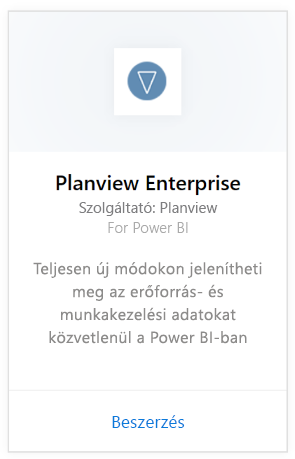 Planview Enterprise
Szolgáltató: Planview
For Power BI
Teljesen új módokon jelenítheti
meg az erőforrás- és
munkakezelési adatokat
közvetlenül a Power BI-ban
Beszerzés